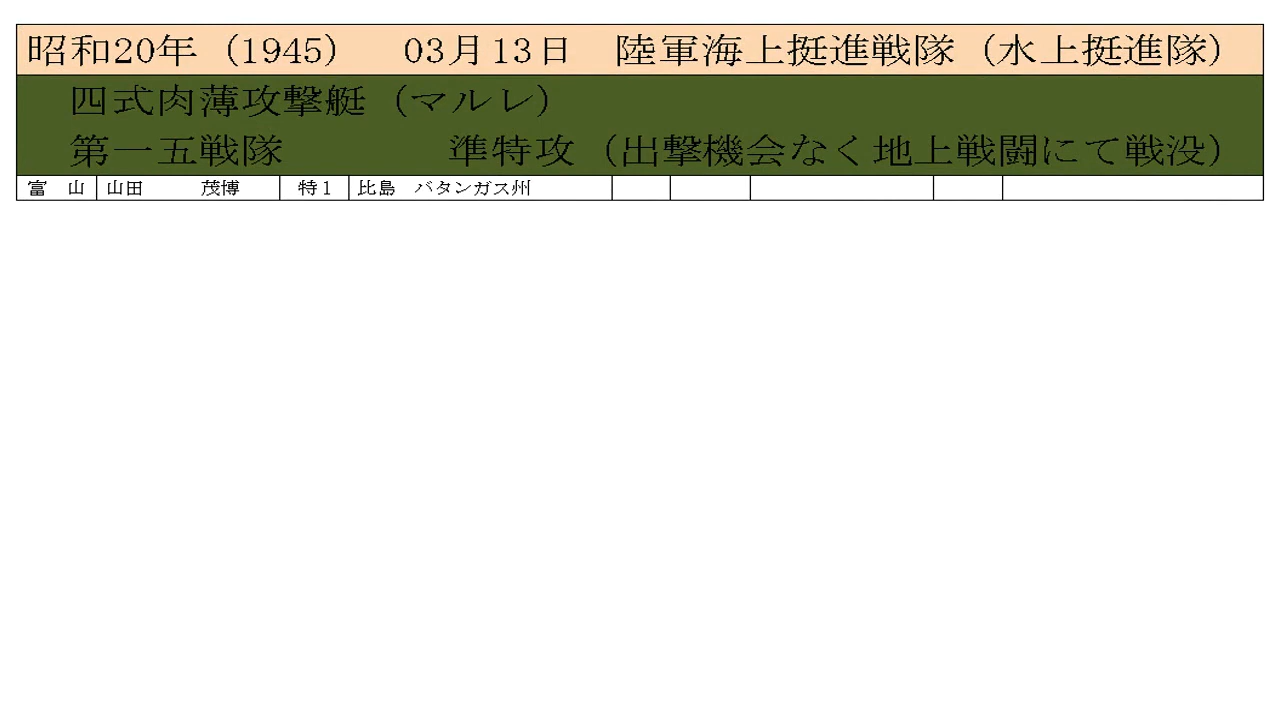 昭和20年（1945）　03月13日　陸軍海上挺進戦隊（水上挺進隊）
四式肉薄攻撃艇（マルレ）
第一五戦隊　　　　準特攻（出撃機会なく地上戦闘にて戦没）
富　山　山田　　　茂博　特１　比島　バタンガス州